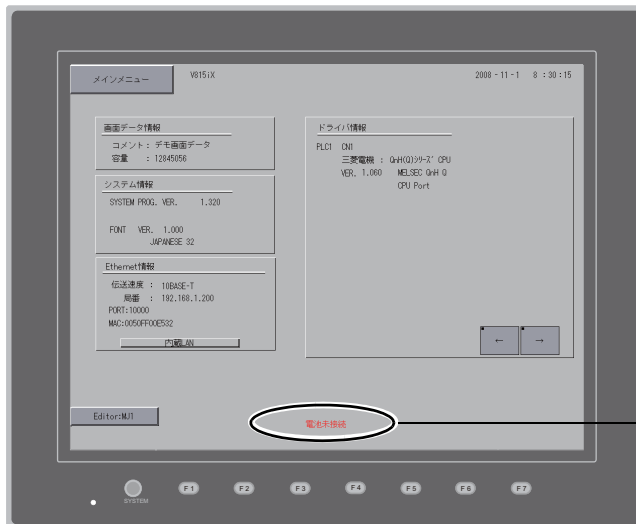 メインメニュー
V815iX
2008-11-1 8:30:15
画面データ情報
コメント: デモ画面データ
容量 : 12845056
システム情報
SYSTEM PROG. VER. 1.320
FONT VER. 1.000
JAPANESE 32
Ethernet情報
伝送速度 : 10BASE-T
局番 : 192.168.1.200
PORT:10000
MAC:0050FF00E532
内蔵LAN
ドライバ情報
PLC1 CN1
三菱電機 : QnH(Q)シリーズ CPU
VER. 1.060 MELSEC QnH Q
CPU Port
← →
Editor:MJ1
電池未接続
SYSTEM
F1 F2 F3 F4 F5 F6 F7